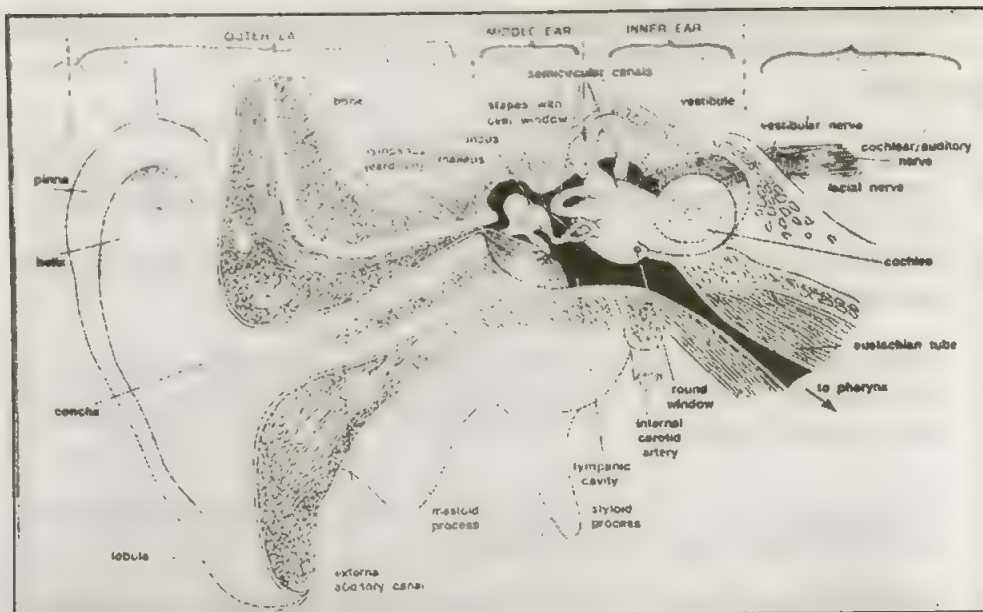 OUTER EA
MIDDLE EAR
INNER EAR
semicircular canals
bone
stapes with
oval window
vestibule
incus
malleus
vestibular nerve
cochlear/auditory
nerve
facial nerve
pinna
helix
cochlea
eustachian tube
to pharynx
concha
round
window
internal
carotid
artery
tympanic
cavity
mastoid
process
styloid
process
lobule
externa
auditory canal